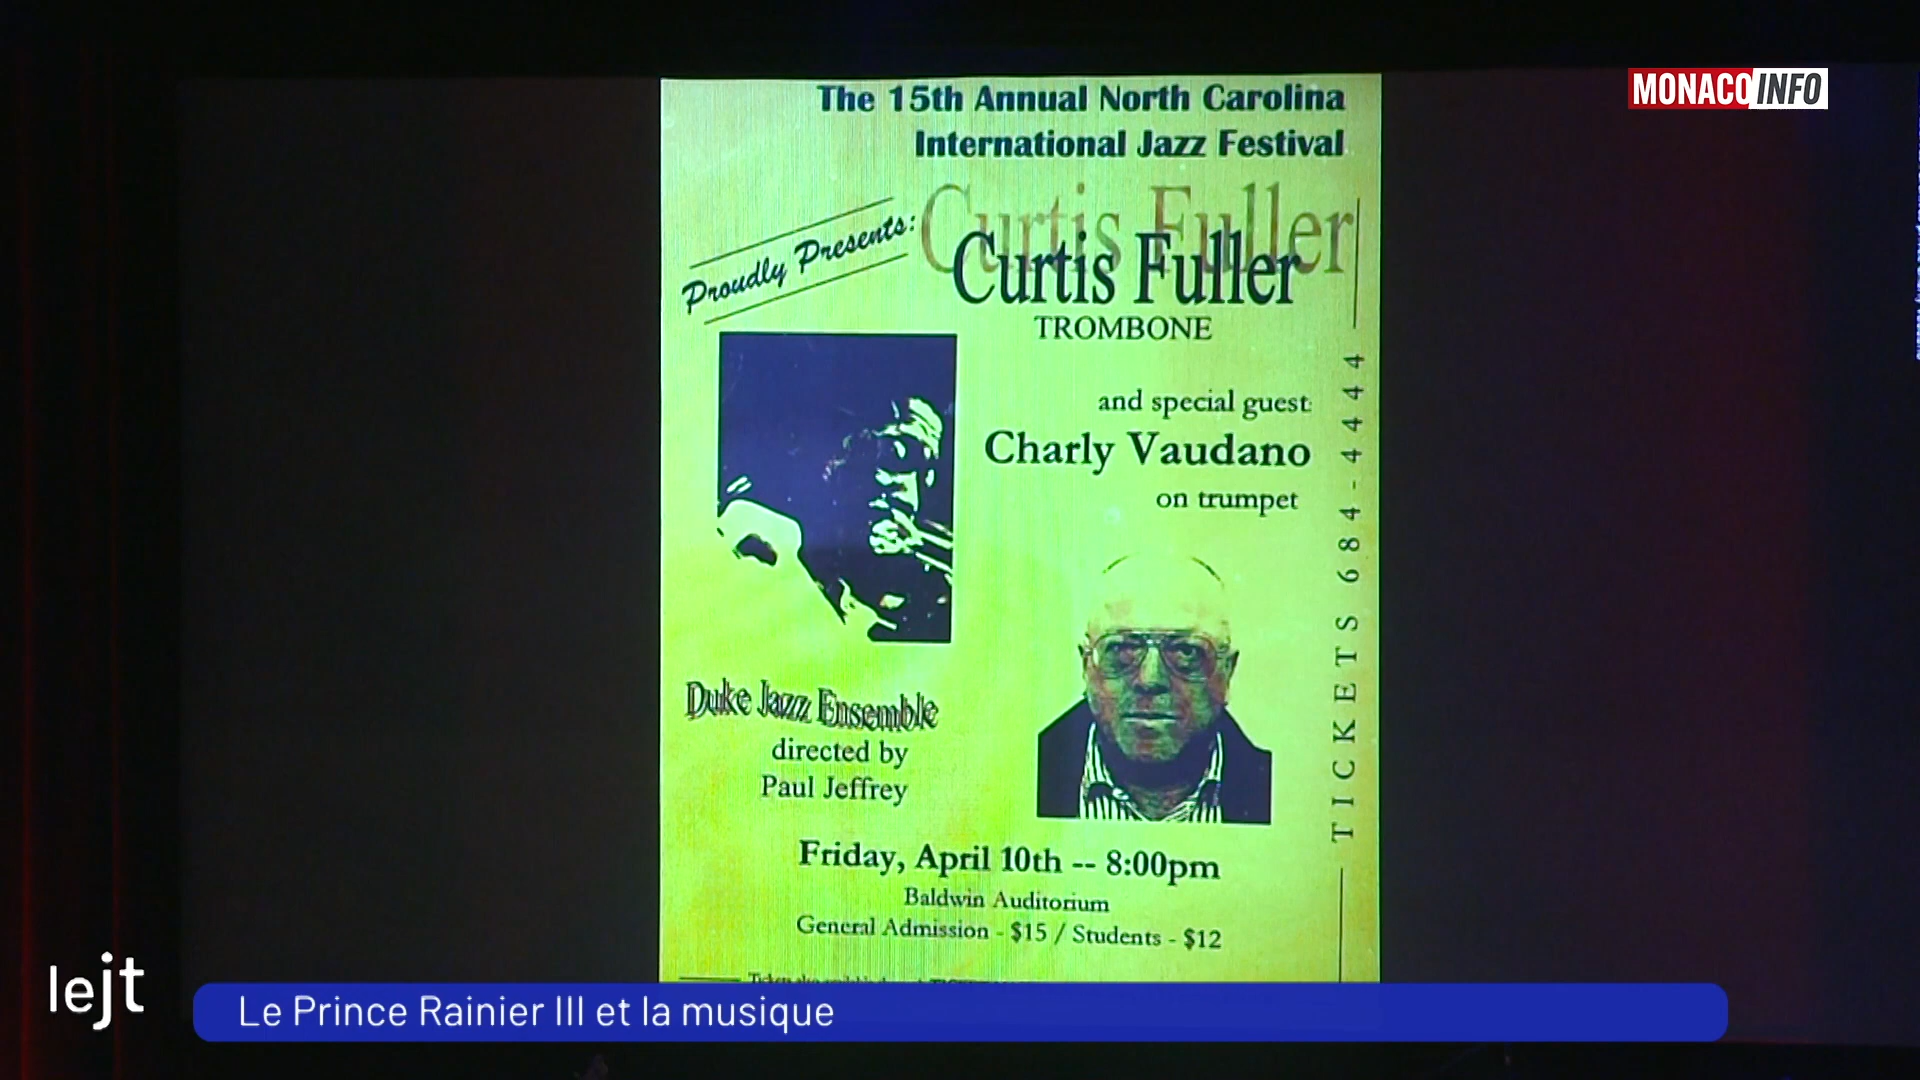 MONACOINFO
The 15th Annual North Carolina
International Jazz Festival
Proudly Presents:
Curtis Fuller
Curtis Fuller
TROMBONE
and special guest
Charly Vaudano
on trumpet
TICKETS 684-4444
Duke Jazz Ensemble
directed by
Paul Jeffrey
Friday, April 10th -- 8:00pm
Baldwin Auditorium
General Admission - $15 / Students - $12
lejt
Le Prince Rainier III et la musique